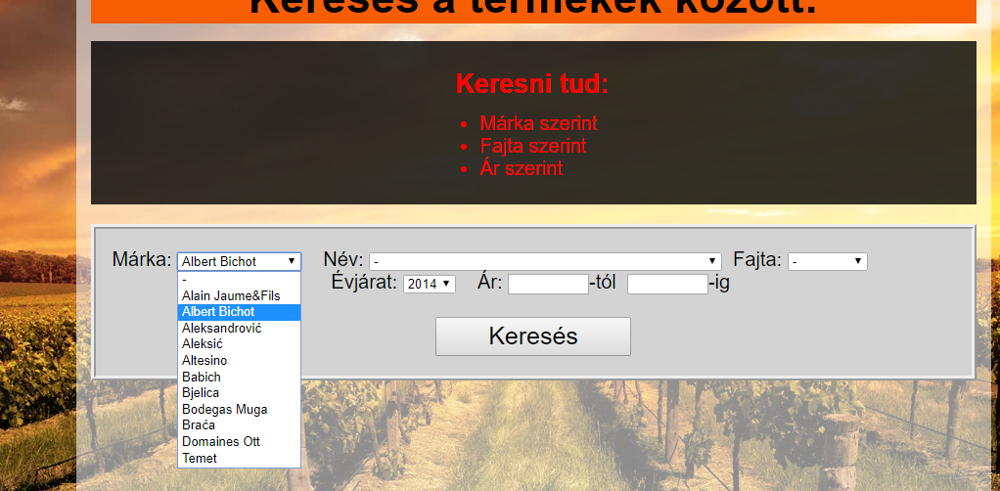 Keresés a termékek között:
Keresni tud:
Márka szerint
Fajta szerint
Ár szerint
Márka: Albert Bichot Név: - Fajta: -
Évjárat: 2014 Ár: -tól -ig
Keresés
-
Alain Jaume&Fils
Albert Bichot
Aleksandrović
Aleksić
Altesino
Babich
Bjelica
Bodegas Muga
Braća
Domaines Ott
Temet